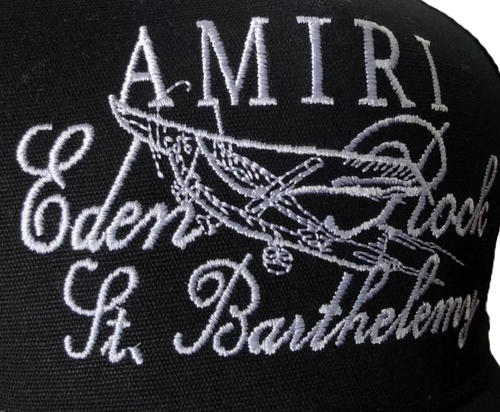 AMIRI
Eden Rock
St. Barthelemy